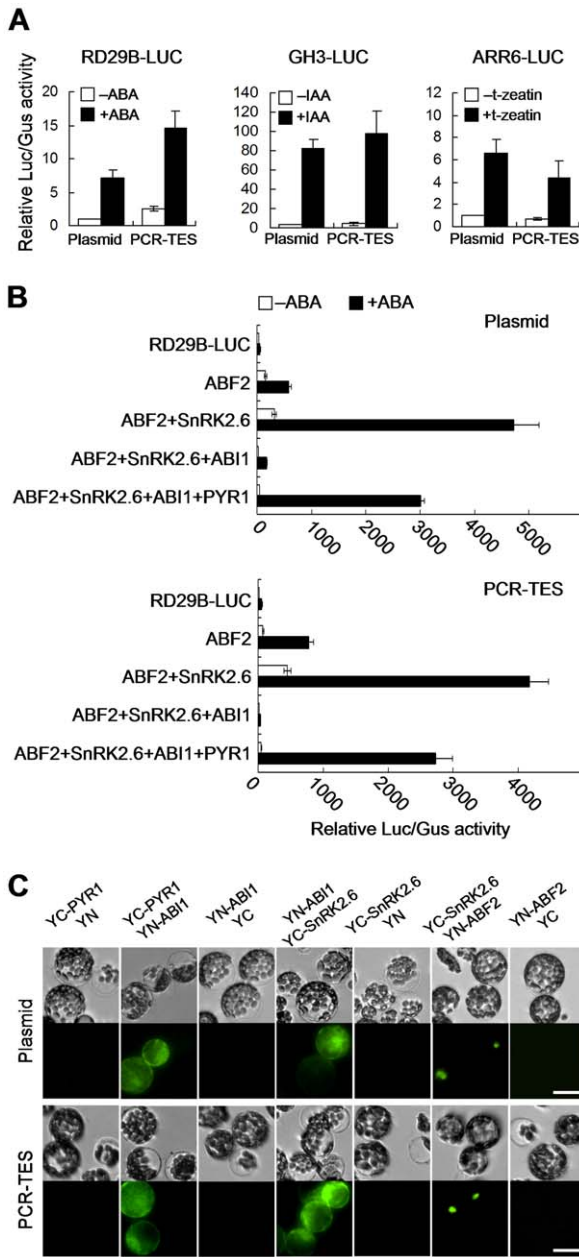 A
RD29B-LUC
GH3-LUC
ARR6-LUC
Relative Luc/Gus activity
20
15
10
5
0
–ABA
+ABA
Plasmid PCR-TES
140
120
100
80
60
40
20
0
–IAA
+IAA
Plasmid PCR-TES
12
10
8
6
4
2
0
–t-zeatin
+t-zeatin
Plasmid PCR-TES
B
–ABA +ABA
Plasmid
RD29B-LUC
ABF2
ABF2+SnRK2.6
ABF2+SnRK2.6+ABI1
ABF2+SnRK2.6+ABI1+PYR1
0 1000 2000 3000 4000 5000
PCR-TES
RD29B-LUC
ABF2
ABF2+SnRK2.6
ABF2+SnRK2.6+ABI1
ABF2+SnRK2.6+ABI1+PYR1
0 1000 2000 3000 4000
Relative Luc/Gus activity
C
YC-PYR1
YN
YC-PYR1
YN-ABI1
YN-ABI1
YC
YN-ABI1
YC-SnRK2.6
YC-SnRK2.6
YN
YC-SnRK2.6
YN-ABF2
YN-ABF2
YC
Plasmid
PCR-TES